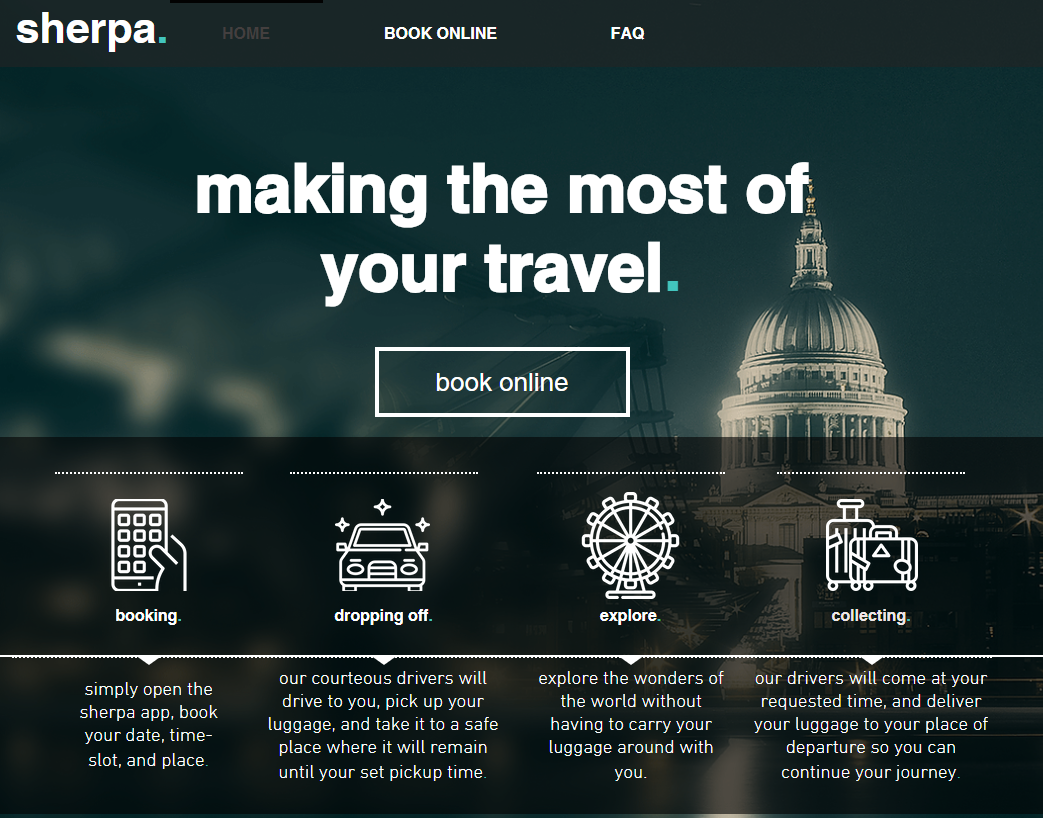 sherpa.
HOME BOOK ONLINE FAQ
making the most of
your travel.
book online
booking.
dropping off.
explore.
collecting.
simply open the
sherpa app, book
your date, time-
slot, and place.
our courteous drivers will
drive to you, pick up your
luggage, and take it to a safe
place where it will remain
until your set pickup time.
explore the wonders of
the world without
having to carry your
luggage around with
you.
our drivers will come at your
requested time, and deliver
your luggage to your place of
departure so you can
continue your journey.